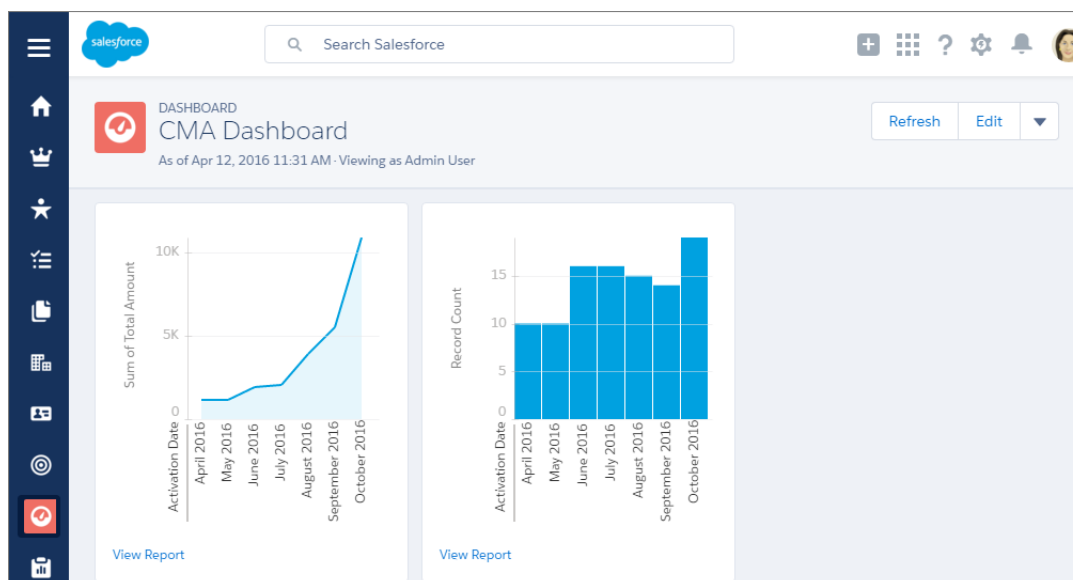 salesforce
Search Salesforce
DASHBOARD
CMA Dashboard
As of Apr 12, 2016 11:31 AM·Viewing as Admin User
Refresh
Edit
Sum of Total Amount
10K
5K
0
Activation Date
April 2016
May 2016
June 2016
July 2016
August 2016
September 2016
October 2016
View Report
Record Count
15
10
5
0
Activation Date
April 2016
May 2016
June 2016
July 2016
August 2016
September 2016
October 2016
View Report